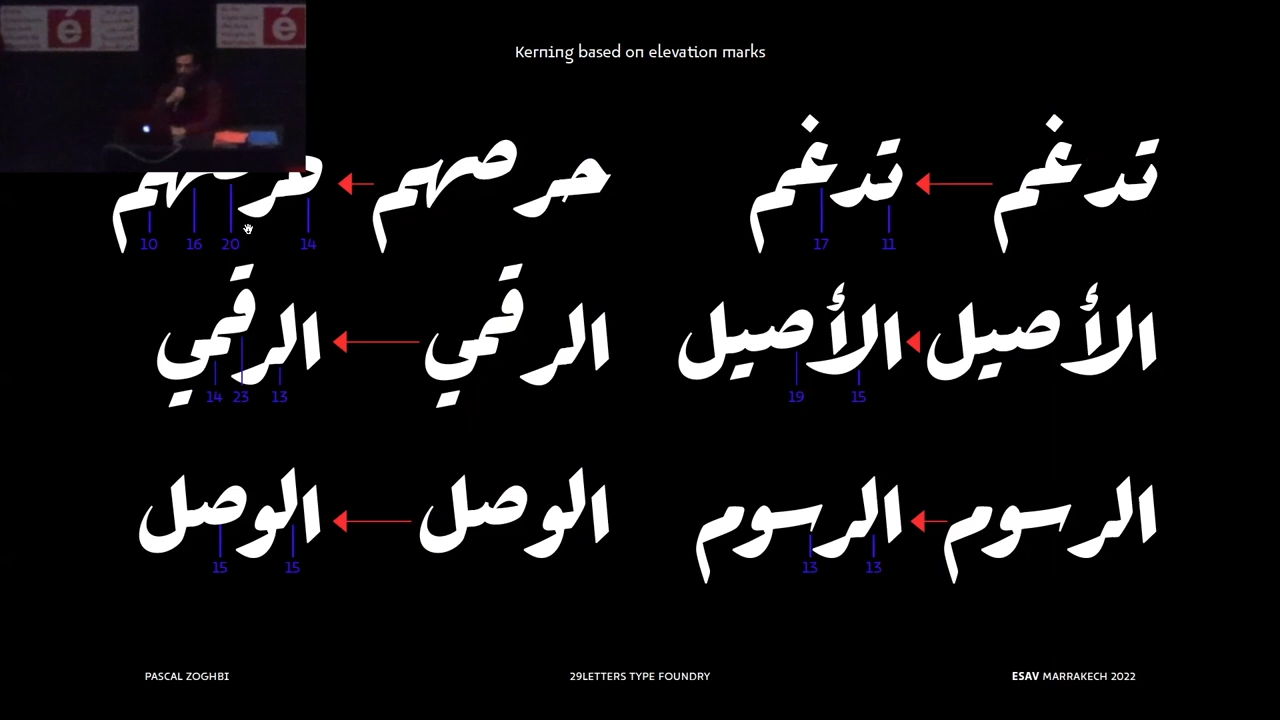 Kerning based on elevation marks
تدغم تدغم حرصهم
17 11
10 16 20 14
الأصيل الأصيل الرقمي الرقمي
19 15
14 23 13
الرسوم الرسوم الوصل الوصل
13 13
15 15
PASCAL ZOGHBI
29LETTERS TYPE FOUNDRY
ESAV MARRAKECH 2022
é
é